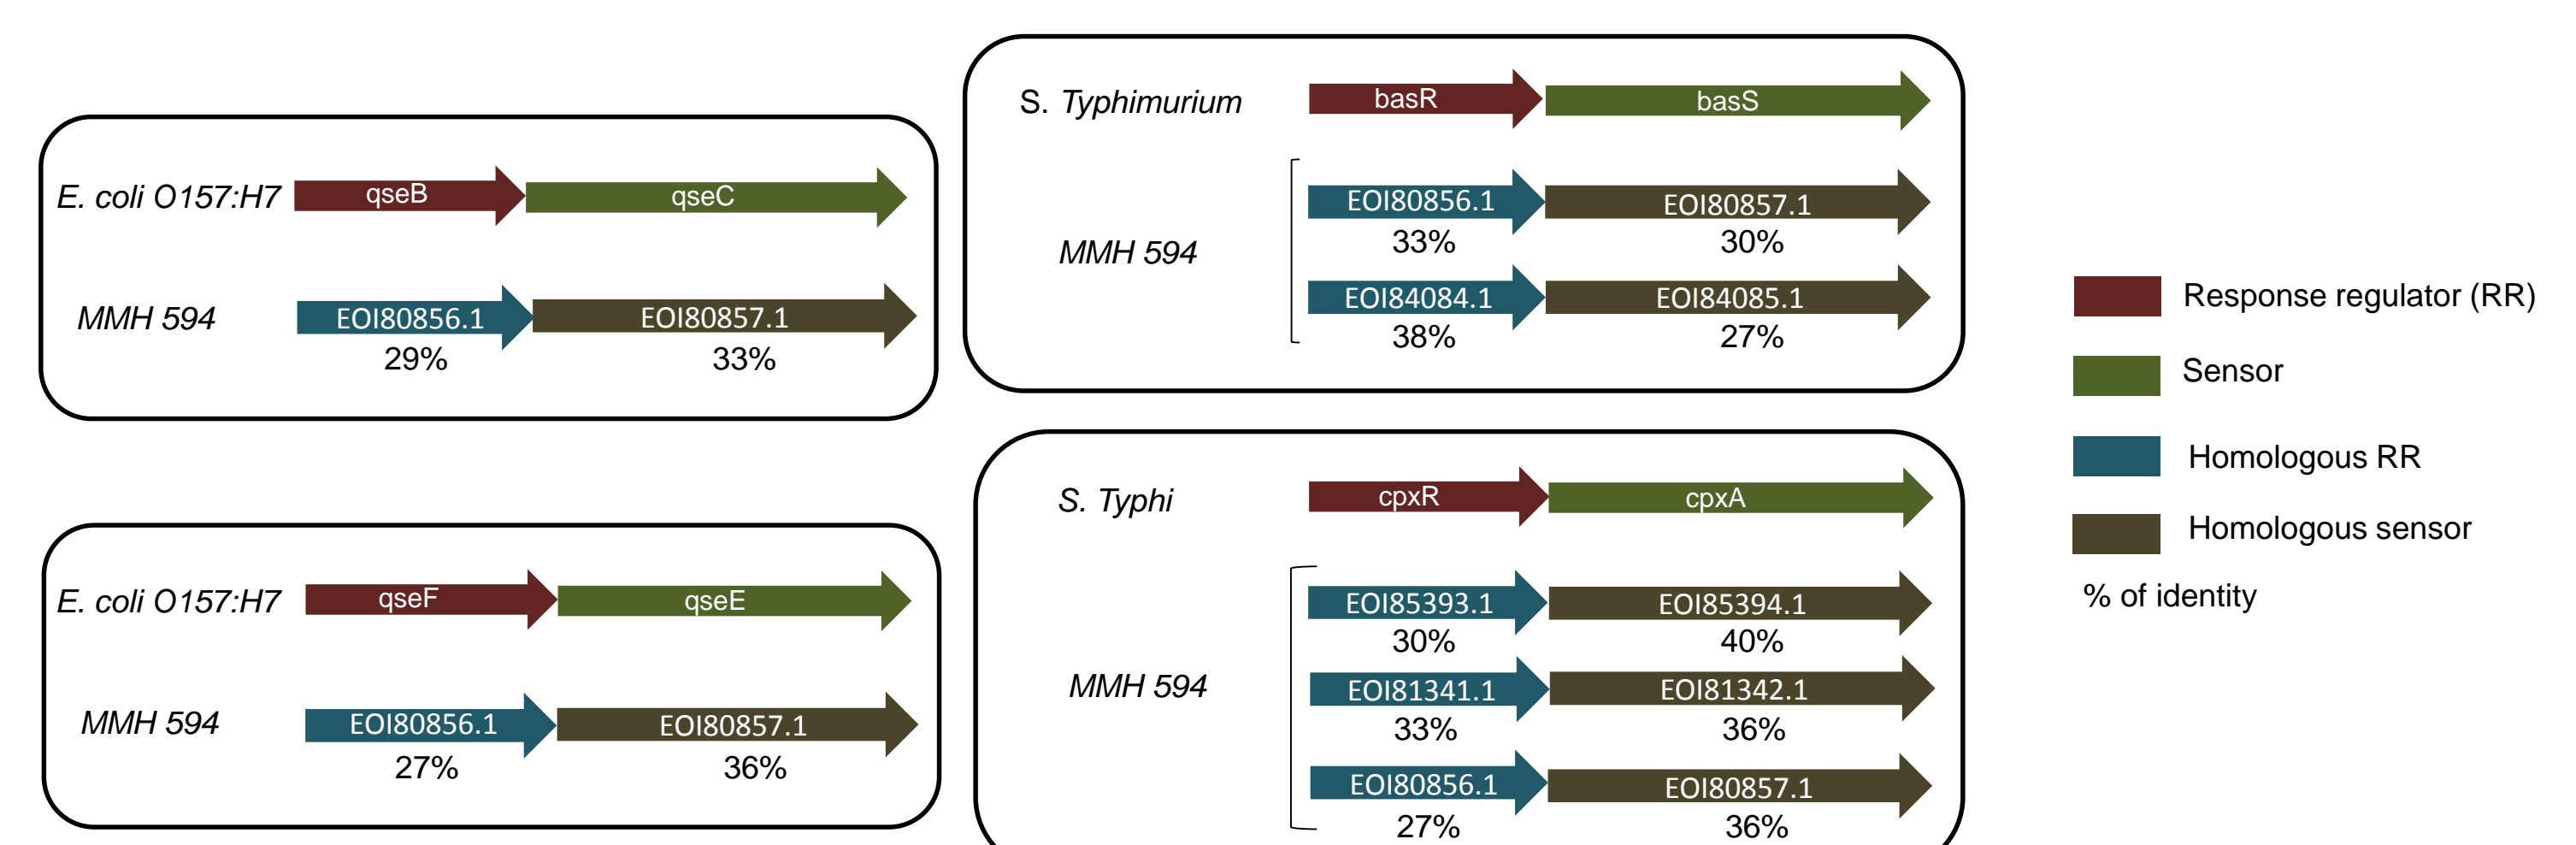 E. coli O157:H7 qseB qseC
MMH 594 EOI80856.1 EOI80857.1
29% 33%
E. coli O157:H7 qseF qseE
MMH 594 EOI80856.1 EOI80857.1
27% 36%
S. Typhimurium basR basS
EOI80856.1 EOI80857.1
33% 30%
MMH 594
EOI84084.1 EOI84085.1
38% 27%
S. Typhi cpxR cpxA
EOI85393.1 EOI85394.1
30% 40%
MMH 594 EOI81341.1 EOI81342.1
33% 36%
EOI80856.1 EOI80857.1
27% 36%
Response regulator (RR)
Sensor
Homologous RR
Homologous sensor
% of identity